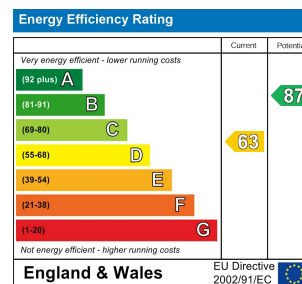 Energy Efficiency Rating
Current Potential
Very energy efficient - lower running costs
(92 plus) A
(81-91) B
87
(69-80) C
(55-68) D
63
(39-54) E
(21-38) F
(1-20) G
Not energy efficient - higher running costs
England & Wales
EU Directive
2002/91/EC